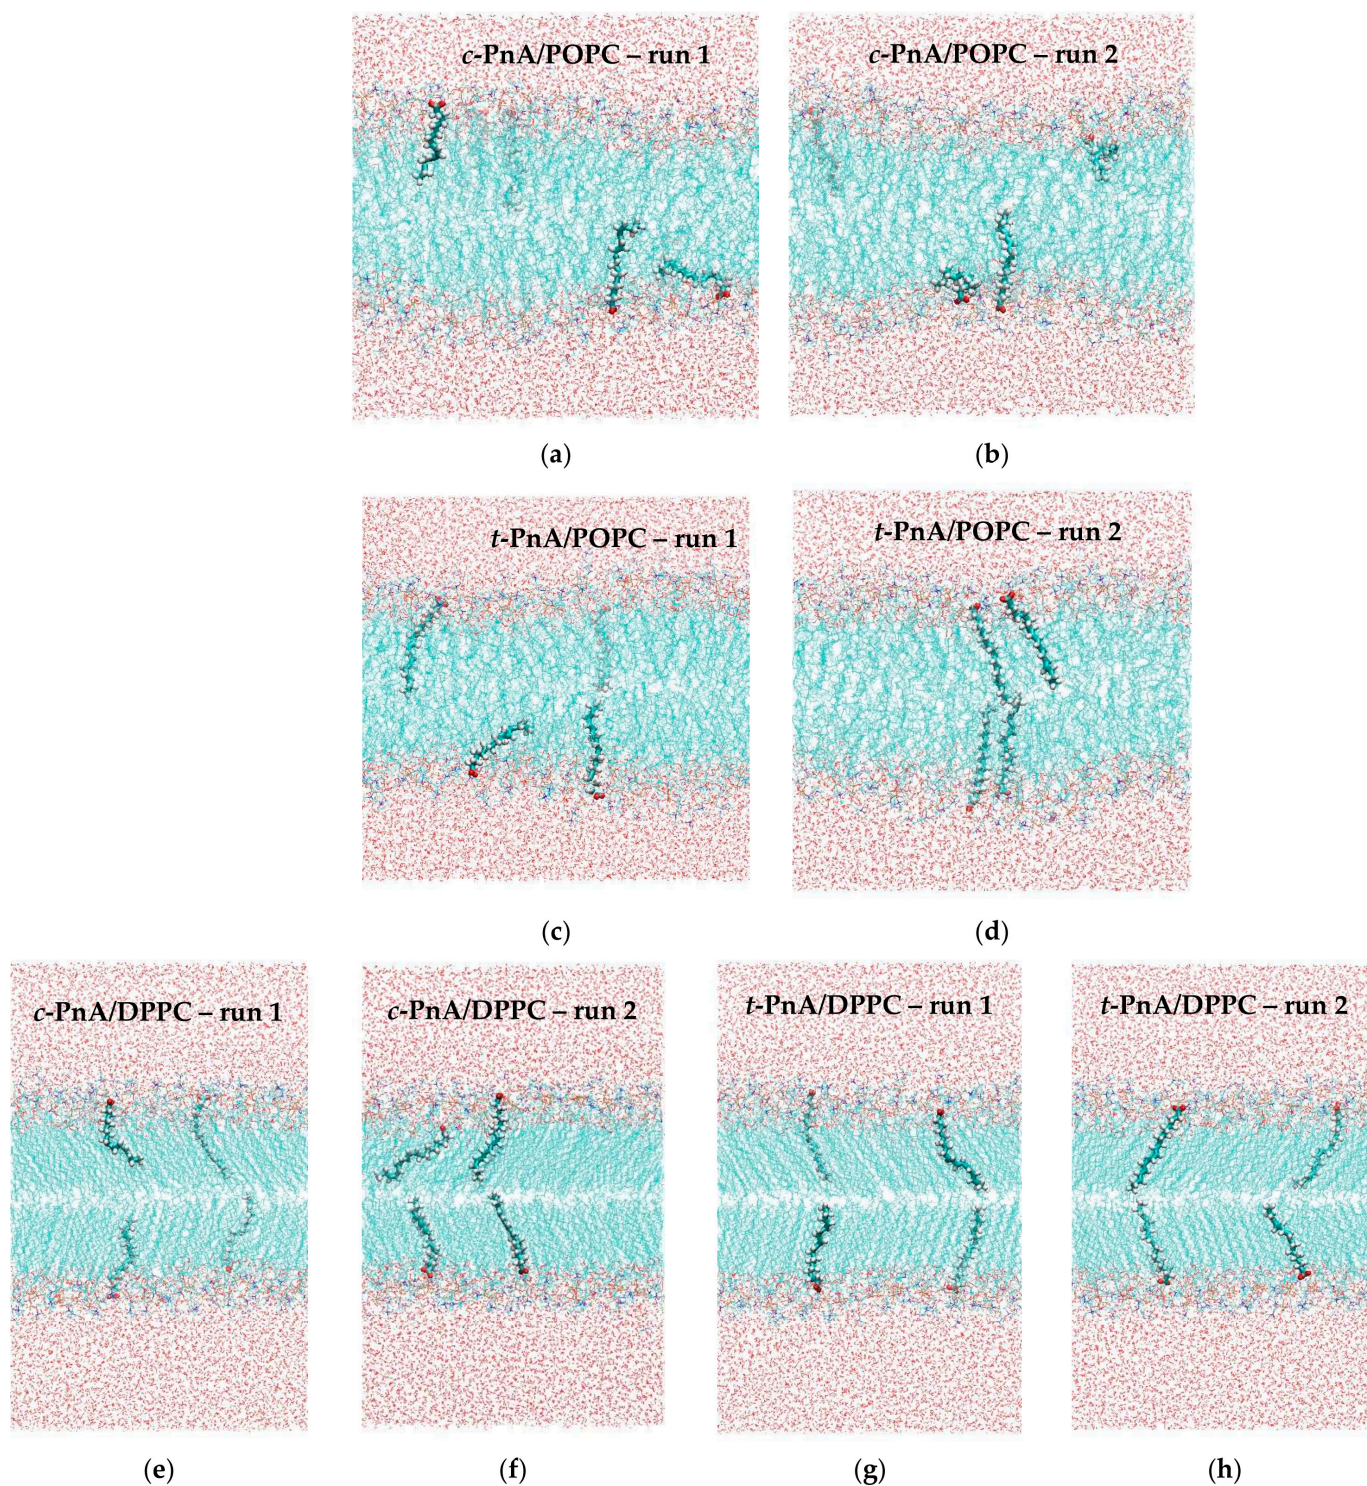 c-PnA/POPC – run 1
c-PnA/POPC – run 2
(a)
(b)
t-PnA/POPC – run 1
t-PnA/POPC – run 2
(c)
(d)
c-PnA/DPPC – run 1
c-PnA/DPPC – run 2
t-PnA/DPPC – run 1
t-PnA/DPPC – run 2
(e)
(f)
(g)
(h)